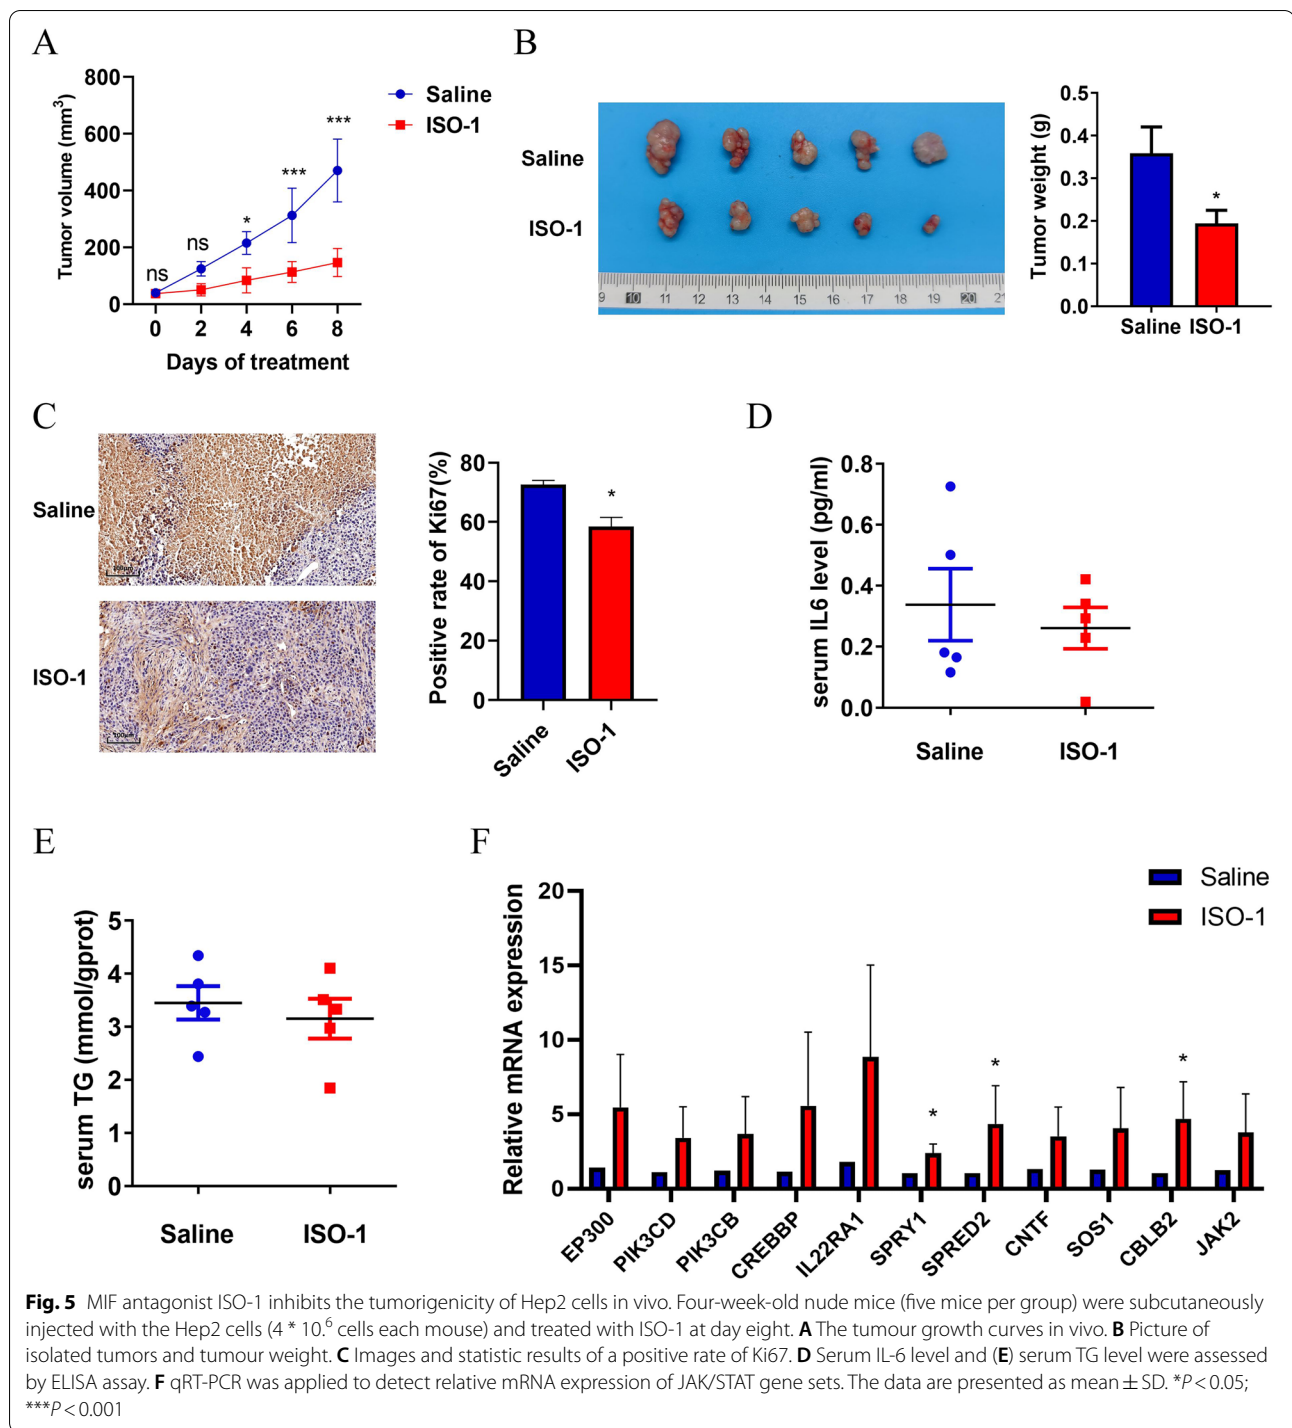 A
Tumor volume (mm³)
800
600
400
200
0
ns
ns
*
***
***
0 2 4 6 8
Days of treatment
Saline
ISO-1
B
Saline
ISO-1
9 10 11 12 13 14 15 16 17 18 19 20 21
Tumor weight (g)
0.5
0.4
0.3
0.2
0.1
0.0
*
Saline ISO-1
C
Saline
100μm
ISO-1
100μm
Positive rate of Ki67(%)
80
60
40
20
0
*
Saline
ISO-1
D
serum IL6 level (pg/ml)
0.8
0.6
0.4
0.2
0.0
Saline ISO-1
E
serum TG (mmol/gprot)
5
4
3
2
1
0
Saline ISO-1
F
Relative mRNA expression
20
15
10
5
0
Saline
ISO-1
*
*
*
EP300
PIK3CD
PIK3CB
CREBBP
IL22RA1
SPRY1
SPRED2
CNTF
SOS1
CBLB2
JAK2
Fig. 5 MIF antagonist ISO-1 inhibits the tumorigenicity of Hep2 cells in vivo. Four-week-old nude mice (five mice per group) were subcutaneously
injected with the Hep2 cells (4 * 10.⁶ cells each mouse) and treated with ISO-1 at day eight. A The tumour growth curves in vivo. B Picture of
isolated tumors and tumour weight. C Images and statistic results of a positive rate of Ki67. D Serum IL-6 level and (E) serum TG level were assessed
by ELISA assay. F qRT-PCR was applied to detect relative mRNA expression of JAK/STAT gene sets. The data are presented as mean ± SD. *P < 0.05;
***P < 0.001